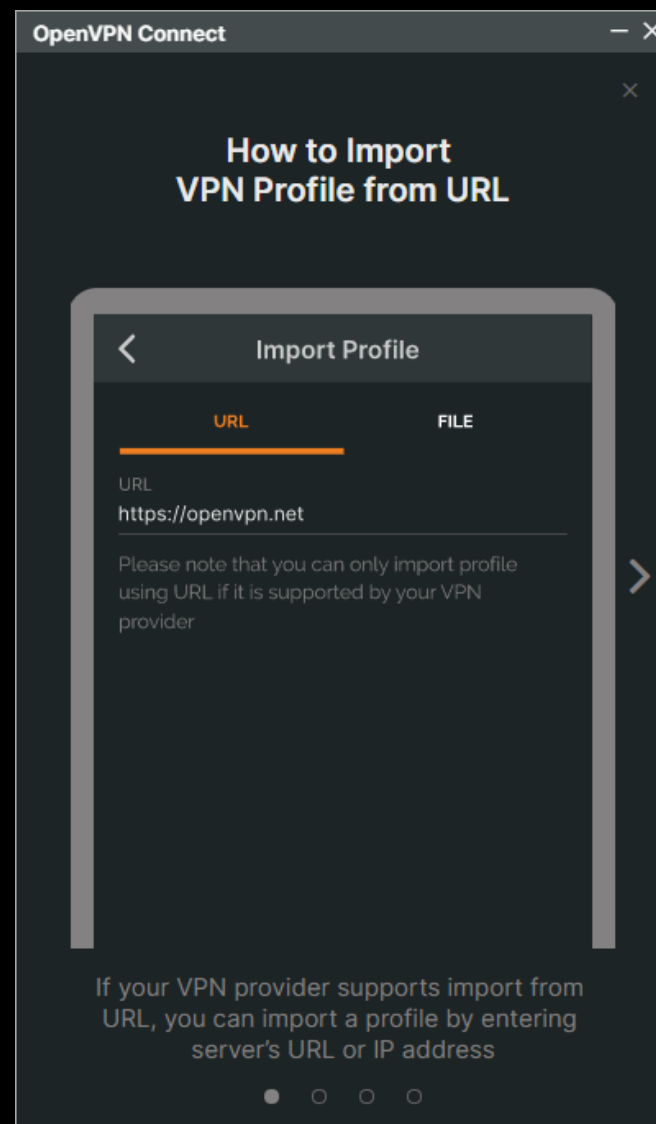 OpenVPN Connect
How to Import
VPN Profile from URL
Import Profile
URL FILE
URL
https://openvpn.net
Please note that you can only import profile
using URL if it is supported by your VPN
provider
If your VPN provider supports import from
URL, you can import a profile by entering
server’s URL or IP address